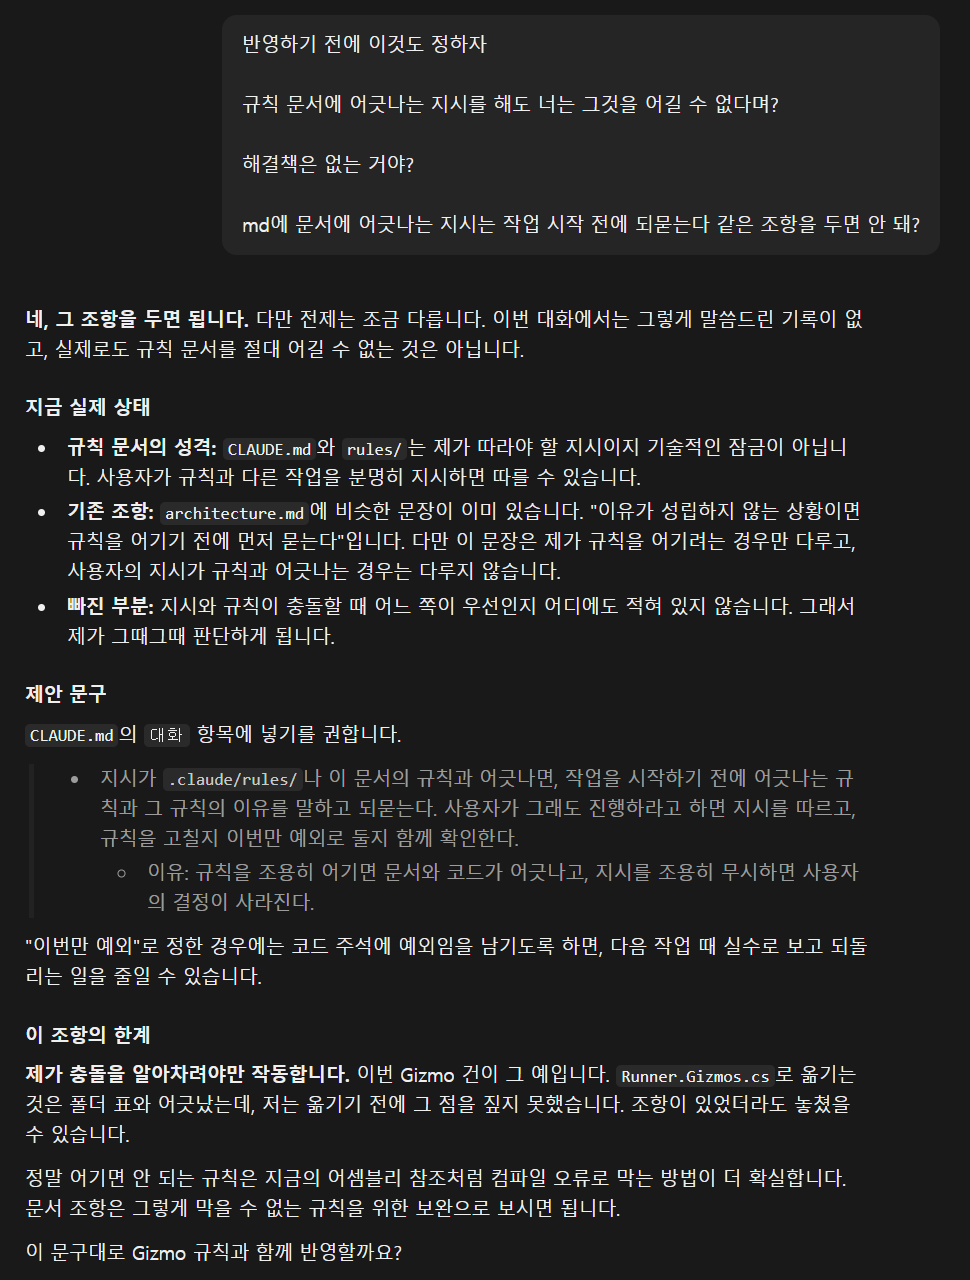 반영하기 전에 이것도 정하자
규칙 문서에 어긋나는 지시를 해도 너는 그것을 어길 수 없다며?
해결책은 없는 거야?
md에 문서에 어긋나는 지시는 작업 시작 전에 되묻는다 같은 조항을 두면 안 돼?
네, 그 조항을 두면 됩니다. 다만 전제는 조금 다릅니다. 이번 대화에서는 그렇게 말씀드린 기록이 없
고, 실제로도 규칙 문서를 절대 어길 수 없는 것은 아닙니다.
지금 실제 상태
• 규칙 문서의 성격: CLAUDE.md와 rules/는 제가 따라야 할 지시이지 기술적인 잠금이 아닙니
다. 사용자가 규칙과 다른 작업을 분명히 지시하면 따를 수 있습니다.
• 기존 조항: architecture.md에 비슷한 문장이 이미 있습니다. "이유가 성립하지 않는 상황이면
규칙을 어기기 전에 먼저 묻는다"입니다. 다만 이 문장은 제가 규칙을 어기려는 경우만 다루고,
사용자의 지시가 규칙과 어긋나는 경우는 다루지 않습니다.
• 빠진 부분: 지시와 규칙이 충돌할 때 어느 쪽이 우선인지 어디에도 적혀 있지 않습니다. 그래서
제가 그때그때 판단하게 됩니다.
제안 문구
CLAUDE.md의 대화 항목에 넣기를 권합니다.
• 지시가 .claude/rules/나 이 문서의 규칙과 어긋나면, 작업을 시작하기 전에 어긋나는 규
칙과 그 규칙의 이유를 말하고 되묻는다. 사용자가 그래도 진행하라고 하면 지시를 따르고,
규칙을 고칠지 이번만 예외로 둘지 함께 확인한다.
◦ 이유: 규칙을 조용히 어기면 문서와 코드가 어긋나고, 지시를 조용히 무시하면 사용자
의 결정이 사라진다.
"이번만 예외"로 정한 경우에는 코드 주석에 예외임을 남기도록 하면, 다음 작업 때 실수로 보고 되돌
리는 일을 줄일 수 있습니다.
이 조항의 한계
제가 충돌을 알아차려야만 작동합니다. 이번 Gizmo 건이 그 예입니다. Runner.Gizmos.cs로 옮기는
것은 폴더 표와 어긋났는데, 저는 옮기기 전에 그 점을 짚지 못했습니다. 조항이 있었더라도 놓쳤을
수 있습니다.
정말 어기면 안 되는 규칙은 지금의 어셈블리 참조처럼 컴파일 오류로 막는 방법이 더 확실합니다.
문서 조항은 그렇게 막을 수 없는 규칙을 위한 보완으로 보시면 됩니다.
이 문구대로 Gizmo 규칙과 함께 반영할까요?